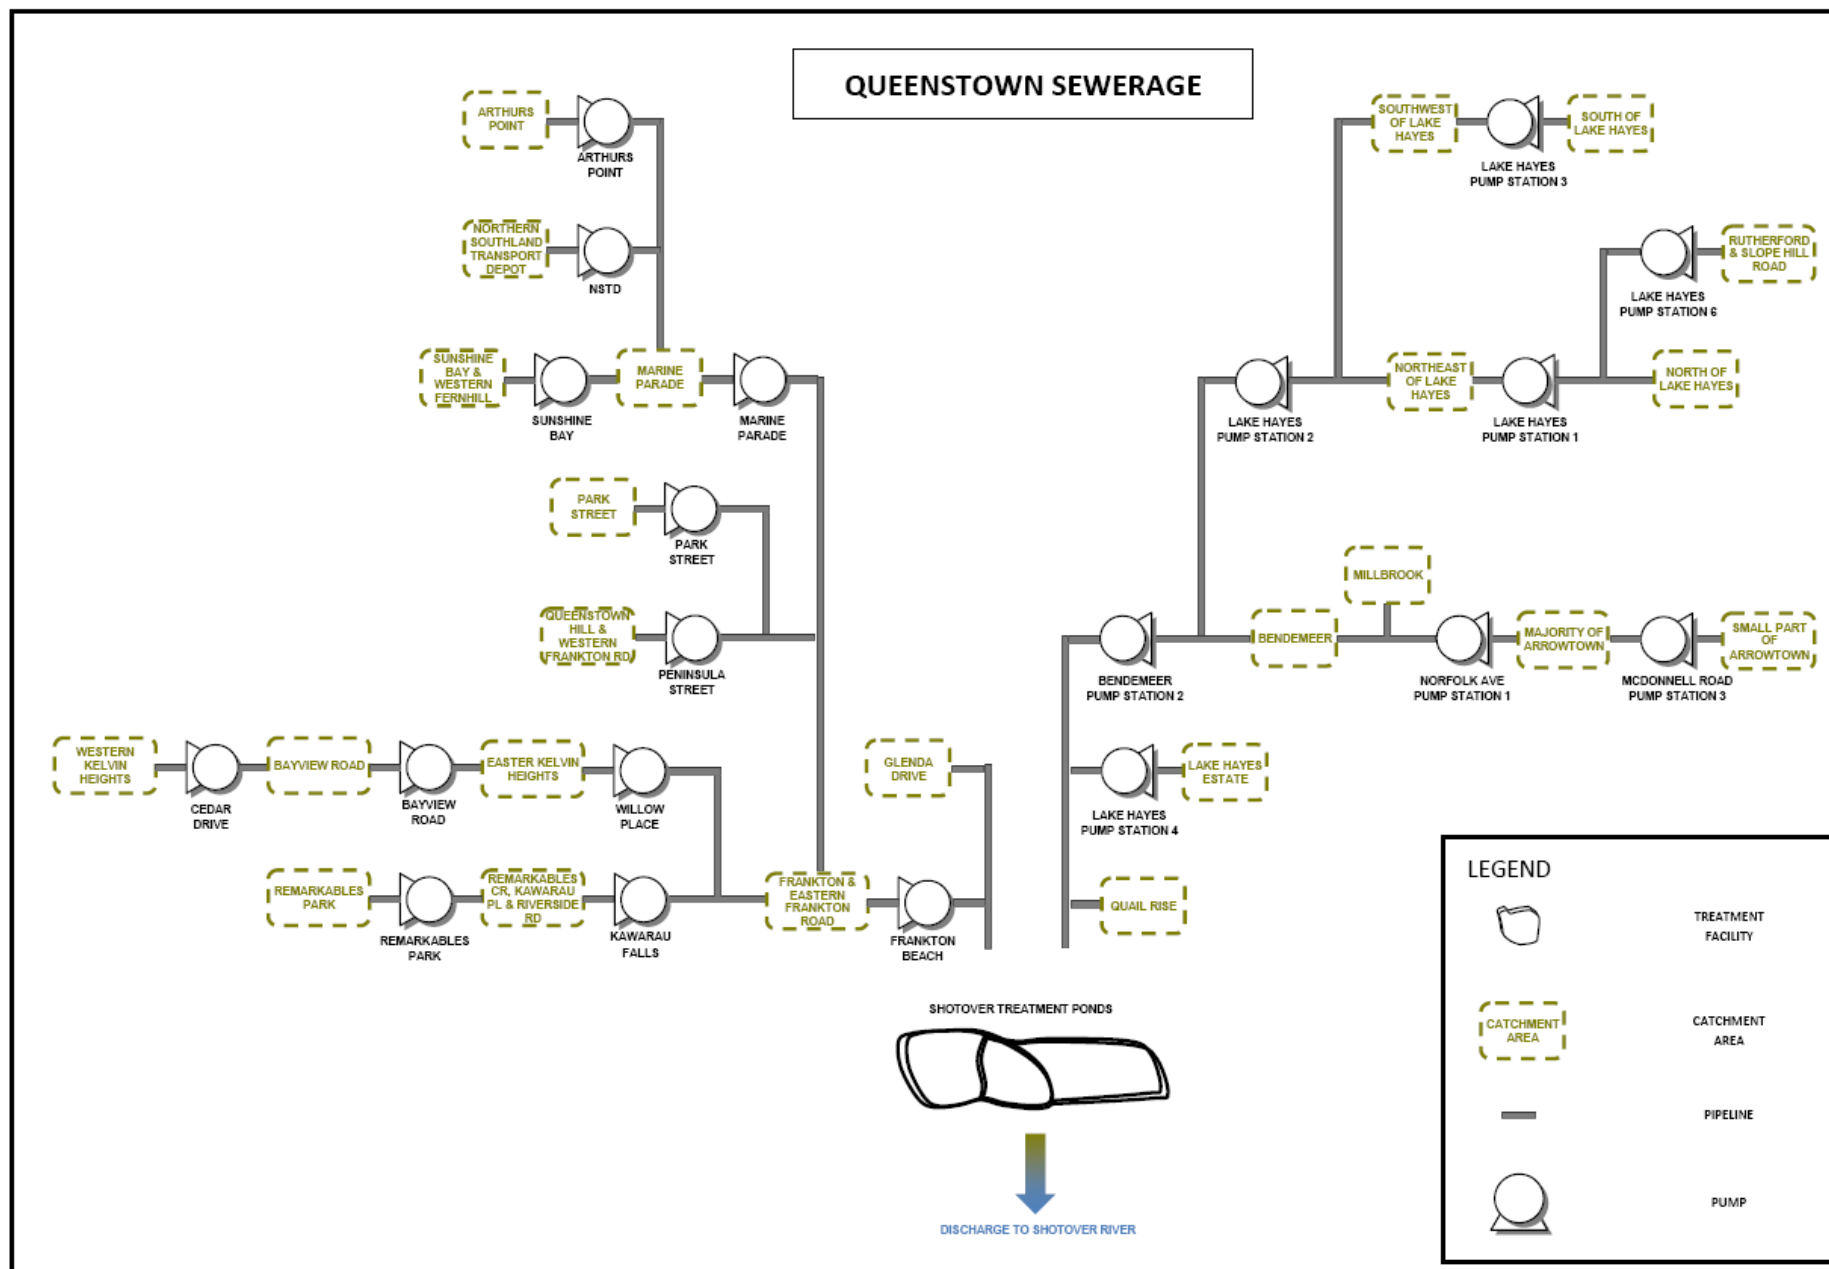 QUEENSTOWN SEWERAGE
ARTHURS
POINT
ARTHURS
POINT
NORTHERN
SOUTHLAND
TRANSPORT
DEPOT
NSTD
SUNSHINE
BAY &
WESTERN
FERNHILL
SUNSHINE
BAY
MARINE
PARADE
MARINE
PARADE
PARK
STREET
PARK
STREET
QUEENSTOWN
HILL &
WESTERN
FRANKTON RD
PENINSULA
STREET
WESTERN
KELVIN
HEIGHTS
CEDAR
DRIVE
BAYVIEW ROAD
BAYVIEW
ROAD
EASTER KELVIN
HEIGHTS
WILLOW
PLACE
REMARKABLES
PARK
REMARKABLES
PARK
REMARKABLES
CR, KAWARAU
PL & RIVERSIDE
RD
KAWARAU
FALLS
FRANKTON &
EASTERN
FRANKTON
ROAD
FRANKTON
BEACH
GLENDA
DRIVE
SOUTHWEST
OF LAKE
HAYES
LAKE HAYES
PUMP STATION 3
SOUTH OF
LAKE HAYES
RUTHERFORD
& SLOPE HILL
ROAD
LAKE HAYES
PUMP STATION 6
LAKE HAYES
PUMP STATION 2
NORTHEAST
OF LAKE
HAYES
LAKE HAYES
PUMP STATION 1
NORTH OF
LAKE HAYES
MILLBROOK
BENDEMEER
PUMP STATION 2
BENDEMEER
NORFOLK AVE
PUMP STATION 1
MAJORITY OF
ARROWTOWN
MCDONNELL ROAD
PUMP STATION 3
SMALL PART
OF
ARROWTOWN
LAKE HAYES
PUMP STATION 4
LAKE HAYES
ESTATE
QUAIL RISE
SHOTOVER TREATMENT PONDS
DISCHARGE TO SHOTOVER RIVER
LEGEND
TREATMENT
FACILITY
CATCHMENT
AREA
CATCHMENT
AREA
PIPELINE
PUMP